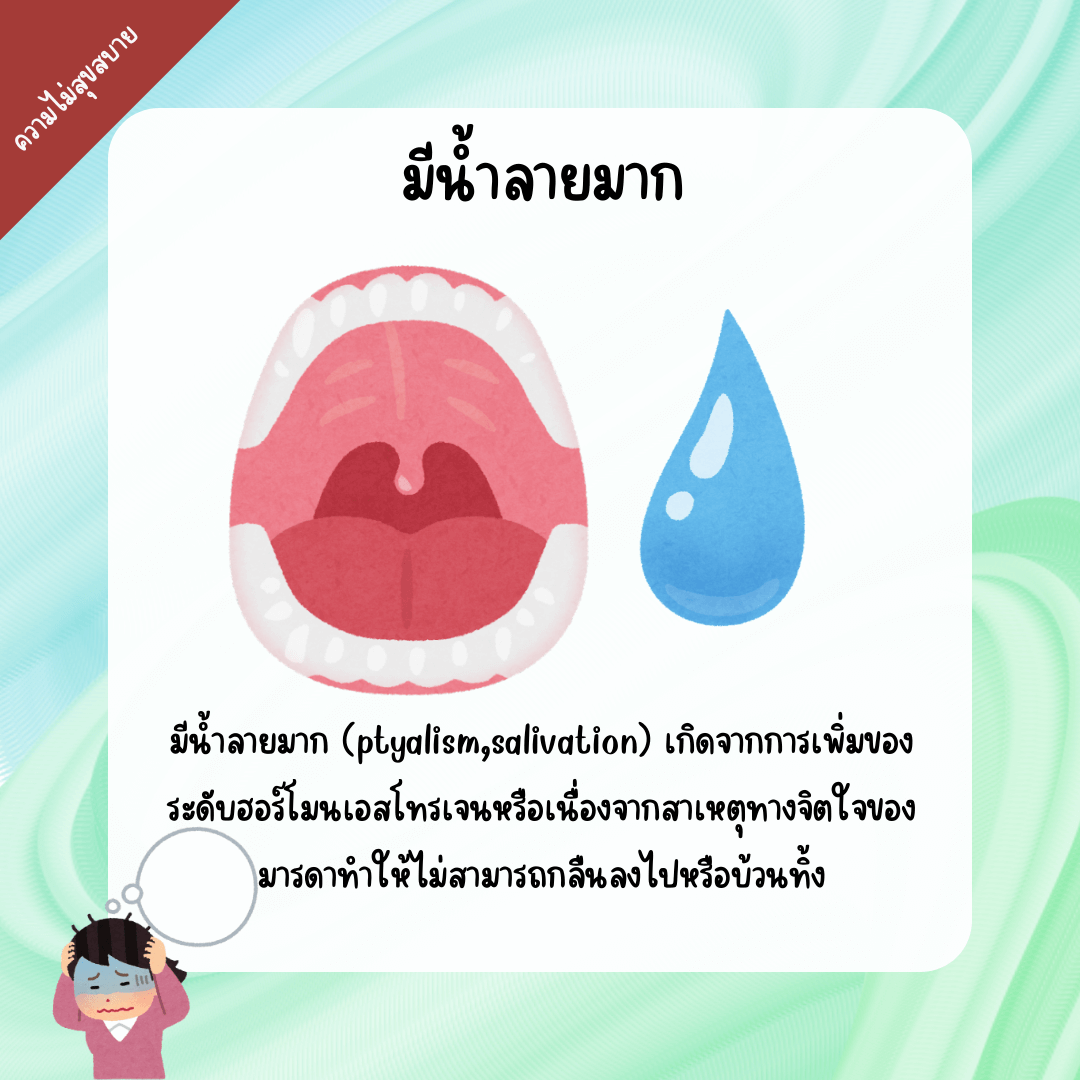 ความไม่สุขสบาย
มีน้ำลายมาก
มีน้ำลายมาก (ptyalism,salivation) เกิดจากการเพิ่มของ
ระดับฮอร์โมนเอสโทรเจนหรือเนื่องจากสาเหตุทางจิตใจของ
มารดาทำให้ไม่สามารถกลืนลงไปหรือบ้วนทิ้ง